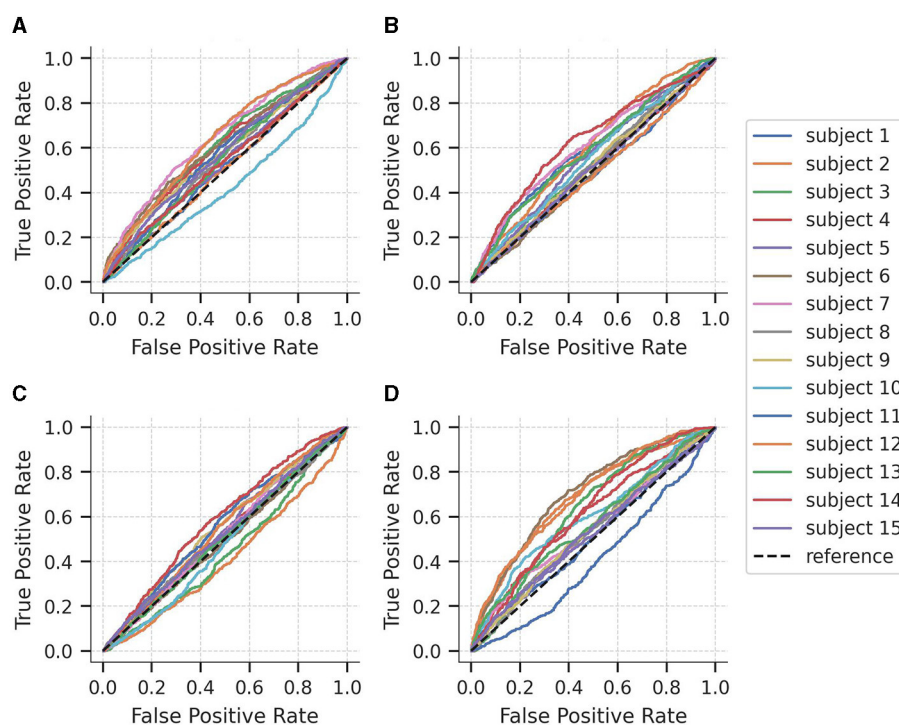 A
B
True Positive Rate
1.0
0.8
0.6
0.4
0.2
0.0
0.0 0.2 0.4 0.6 0.8 1.0
False Positive Rate
True Positive Rate
1.0
0.8
0.6
0.4
0.2
0.0
0.0 0.2 0.4 0.6 0.8 1.0
False Positive Rate
C
D
True Positive Rate
1.0
0.8
0.6
0.4
0.2
0.0
0.0 0.2 0.4 0.6 0.8 1.0
False Positive Rate
True Positive Rate
1.0
0.8
0.6
0.4
0.2
0.0
0.0 0.2 0.4 0.6 0.8 1.0
False Positive Rate
subject 1
subject 2
subject 3
subject 4
subject 5
subject 6
subject 7
subject 8
subject 9
subject 10
subject 11
subject 12
subject 13
subject 14
subject 15
reference